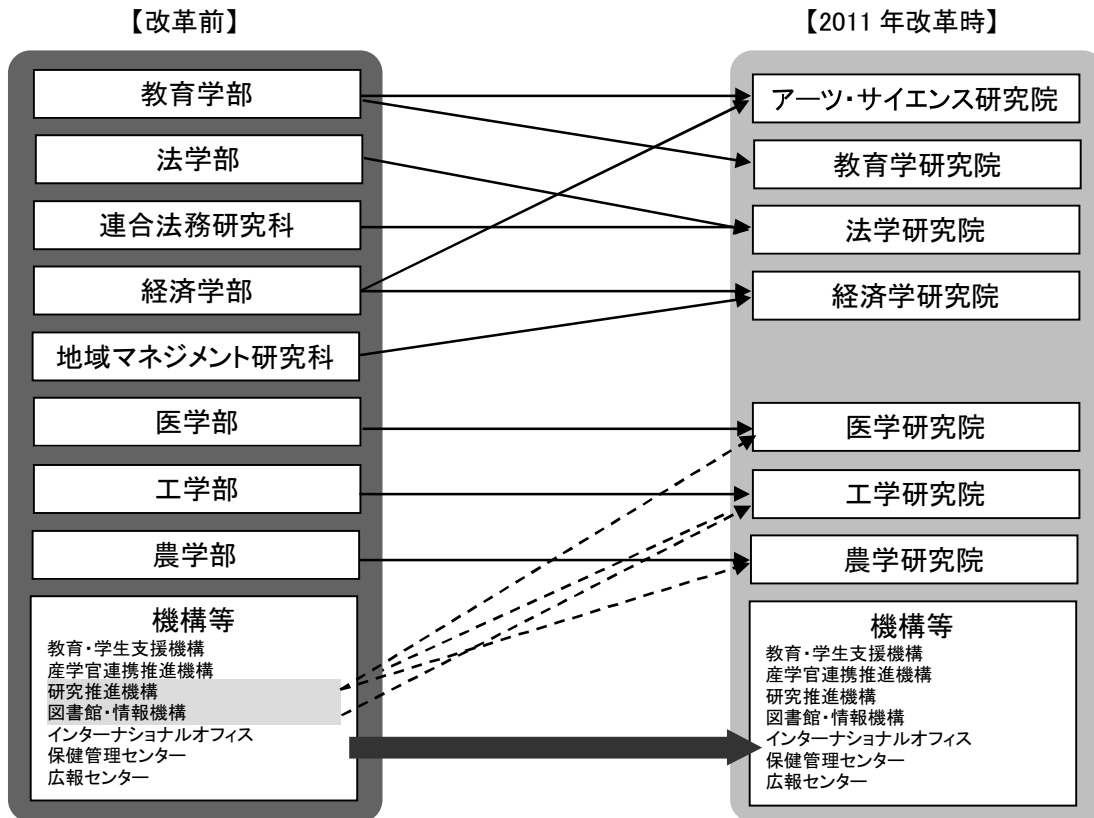 【改革前】
教育学部
法学部
連合法務研究科
経済学部
地域マネジメント研究科
医学部
工学部
農学部
機構等
教育・学生支援機構
産学官連携推進機構
研究推進機構
図書館・情報機構
インターナショナルオフィス
保健管理センター
広報センター
【2011 年改革時】
アーツ・サイエンス研究院
教育学研究院
法学研究院
経済学研究院
医学研究院
工学研究院
農学研究院
機構等
教育・学生支援機構
産学官連携推進機構
研究推進機構
図書館・情報機構
インターナショナルオフィス
保健管理センター
広報センター